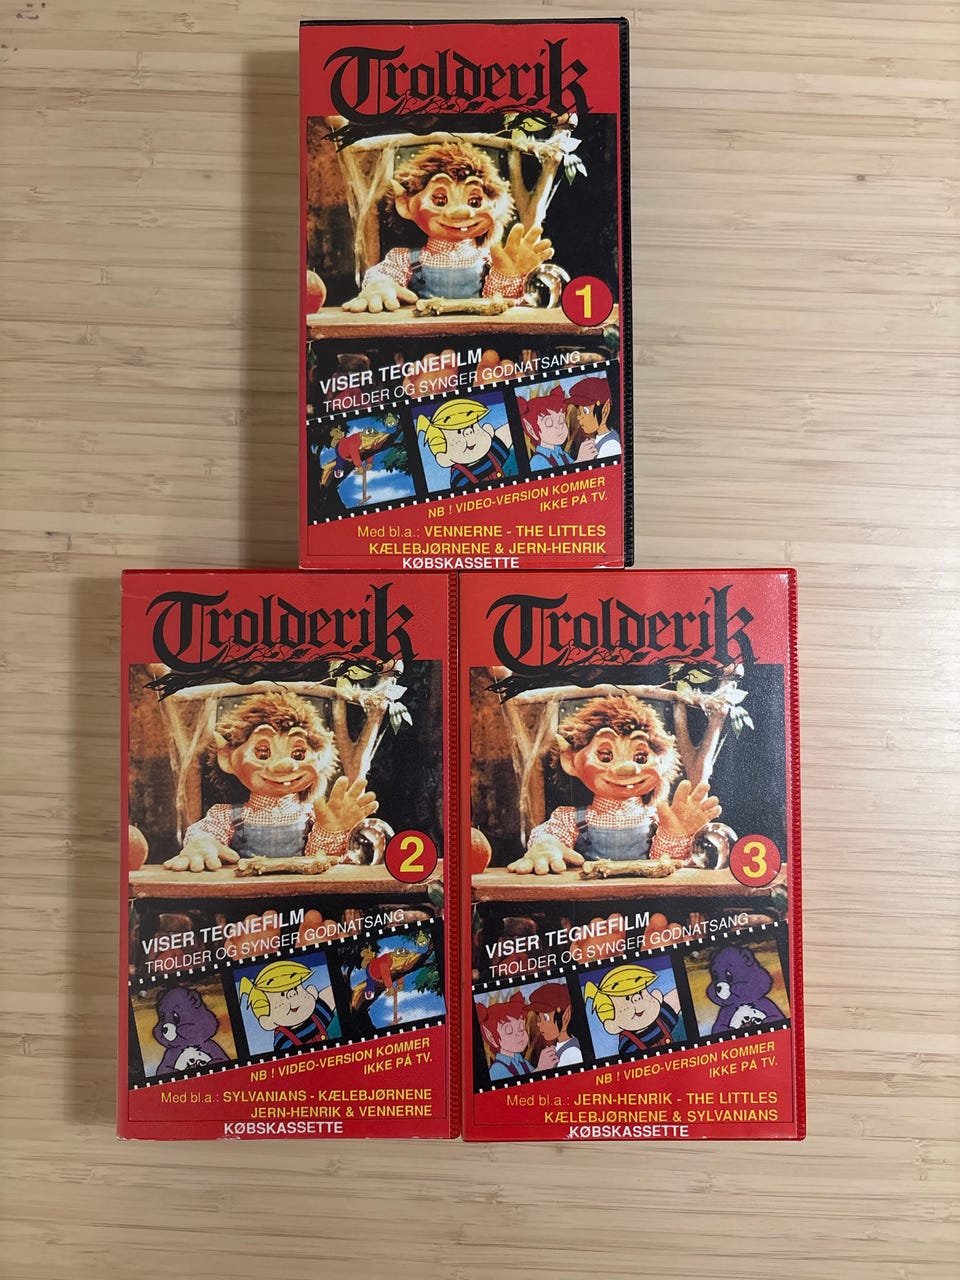 Trolderik
1
VISER TEGNEFILM
TROLDER OG SYNGER GODNATSANG
NB ! VIDEO-VERSION KOMMER
IKKE PÅ TV.
Med bl.a.: VENNERNE - THE LITTLES
KÆLEBJØRNENE & JERN-HENRIK
KØBSKASSETTE
Trolderik
2
VISER TEGNEFILM
TROLDER OG SYNGER GODNATSANG
NB ! VIDEO-VERSION KOMMER
IKKE PÅ TV.
Med bl.a.: SYLVANIANS - KÆLEBJØRNENE
JERN-HENRIK & VENNERNE
KØBSKASSETTE
Trolderik
3
VISER TEGNEFILM
TROLDER OG SYNGER GODNATSANG
NB ! VIDEO-VERSION KOMMER
IKKE PÅ TV.
Med bl.a.: JERN-HENRIK - THE LITTLES
KÆLEBJØRNENE & SYLVANIANS
KØBSKASSETTE